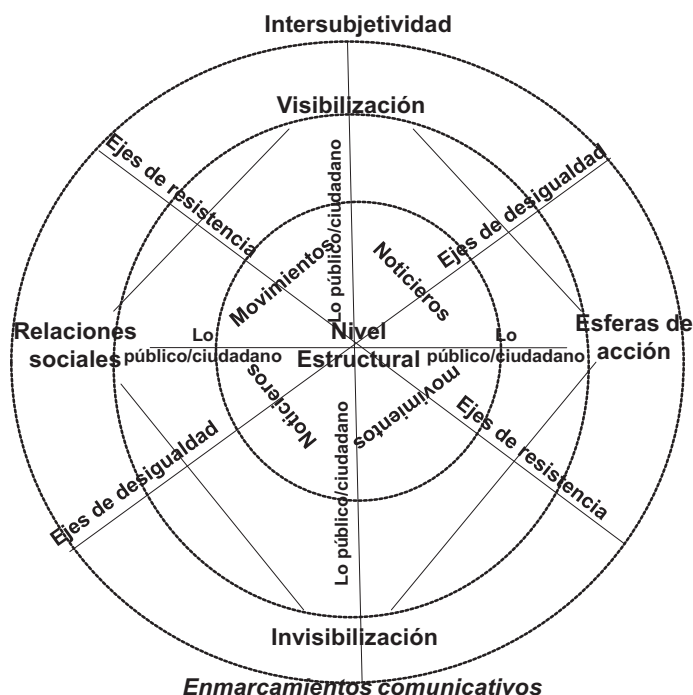 Intersubjetividad
Visibilización
Ejes de resistencia
Lo público/ciudadano
Ejes de desigualdad
Movimientos
Noticieros
Relaciones
sociales
Lo
público/ciudadano
Nivel
Estructural
Lo
público/ciudadano
Esferas de
acción
Noticieros
movimientos
Ejes de desigualdad
Lo público/ciudadano
Ejes de resistencia
Invisibilización
Enmarcamientos comunicativos